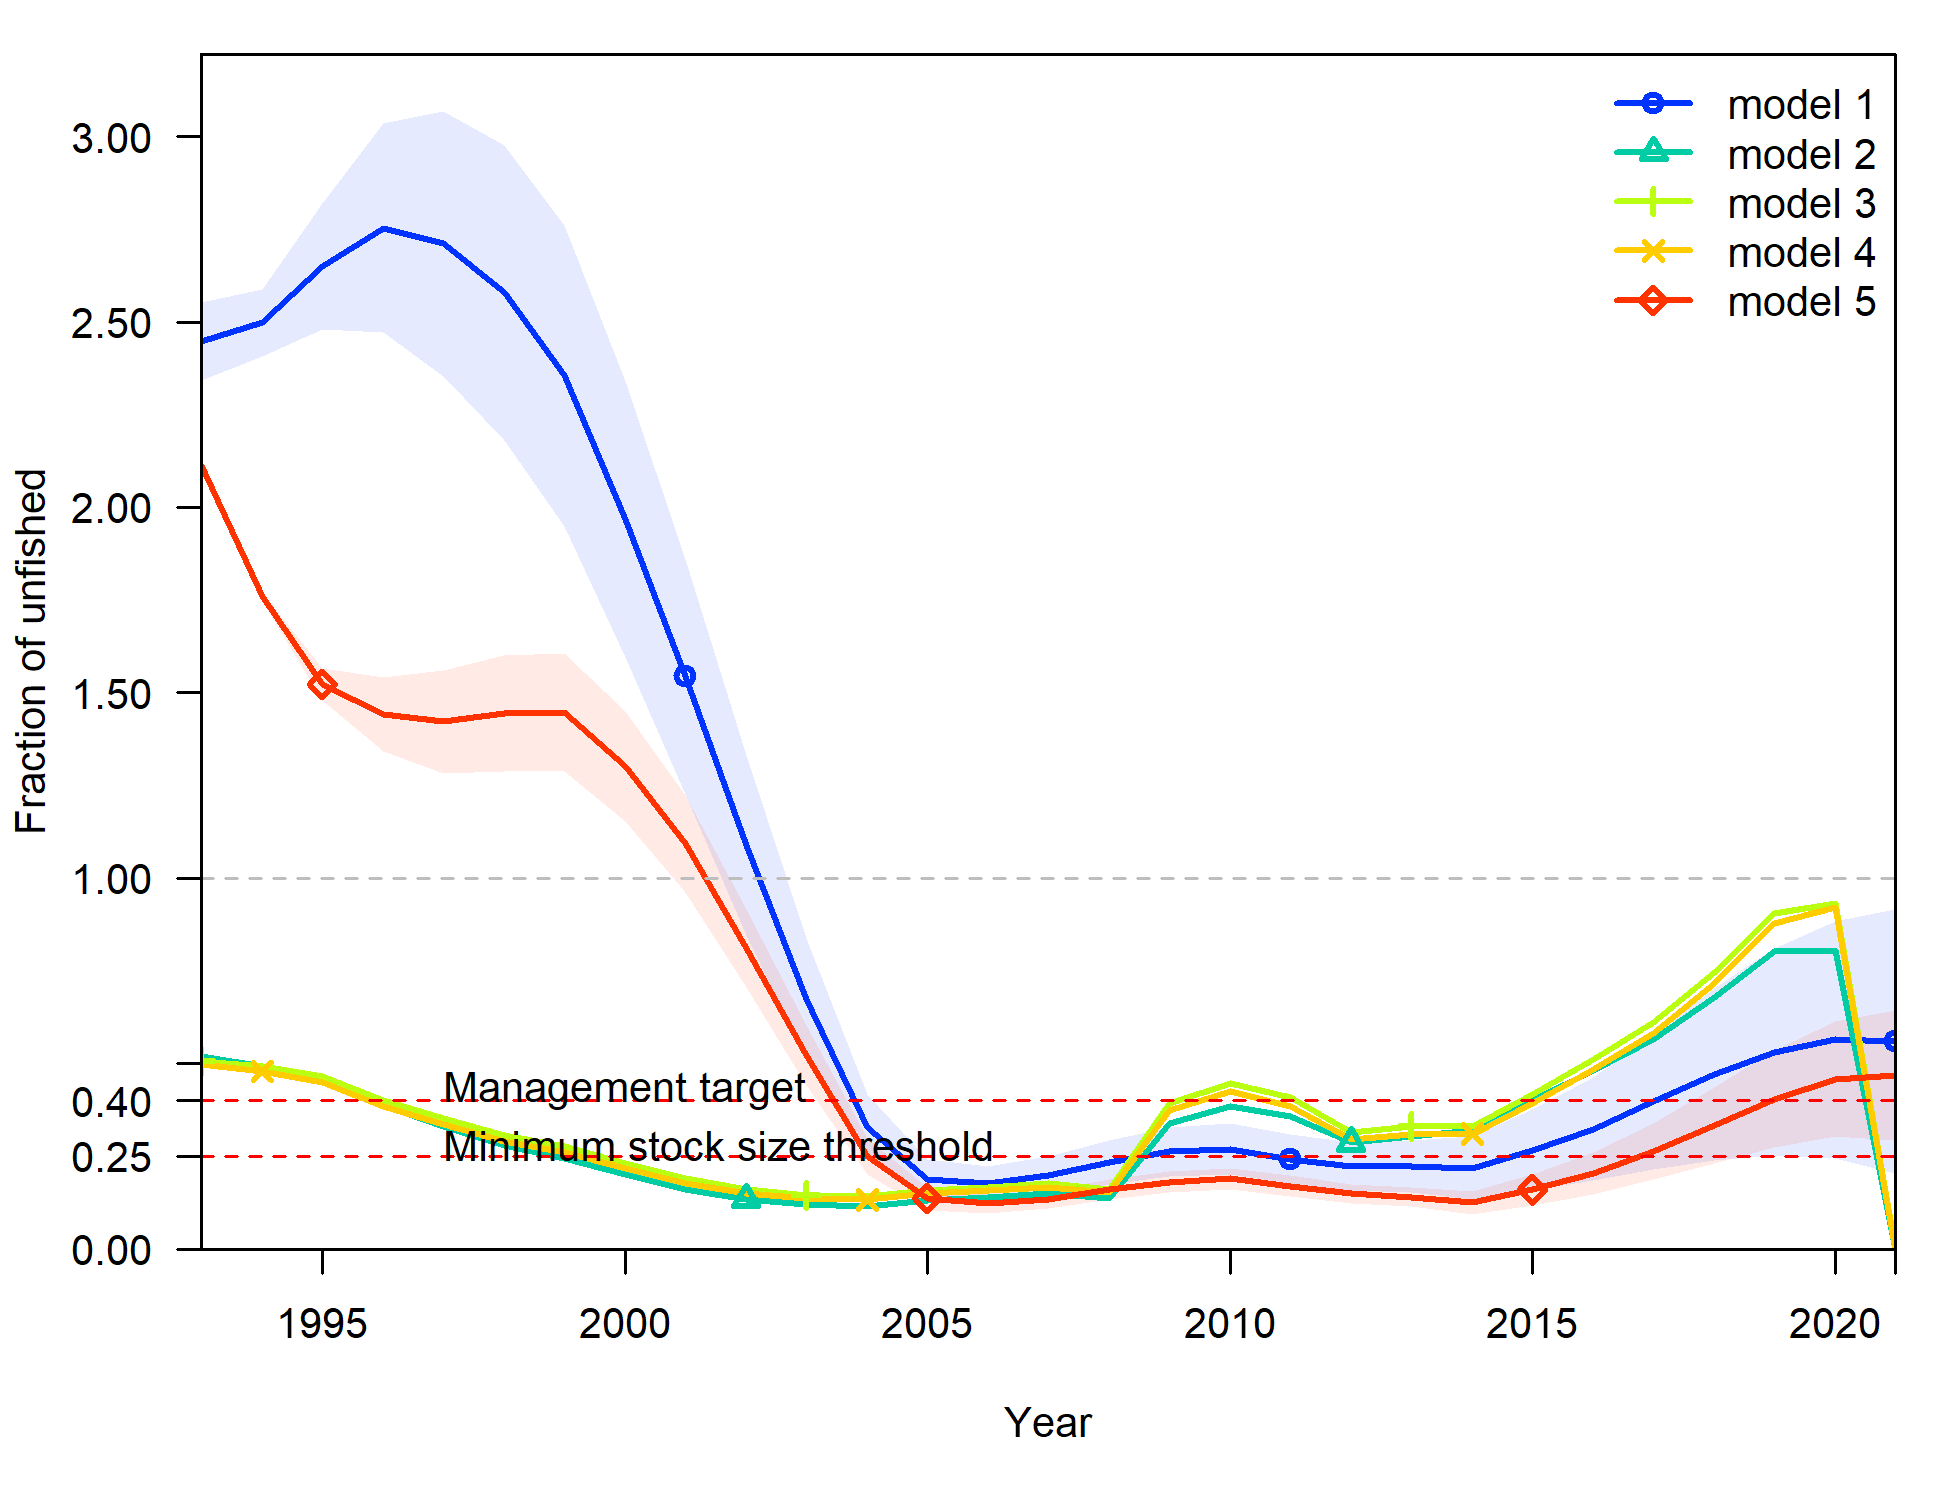 Fraction of unfished
3.00
2.50
2.00
1.50
1.00
0.40
0.25
0.00
model 1
model 2
model 3
model 4
model 5
Management target
Minimum stock size threshold
1995 2000 2005 2010 2015 2020
Year